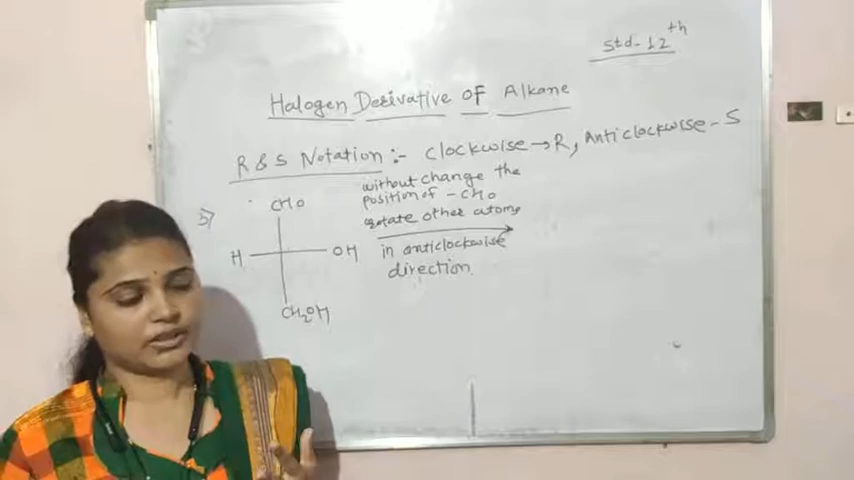 Std-12th
Halogen Derivative of Alkane
R & S Notation :- Clockwise → R, Anticlockwise - S
without change the
position of - CHO
rotate other atoms
in anticlockwise
direction
CHO
H OH
CH2OH